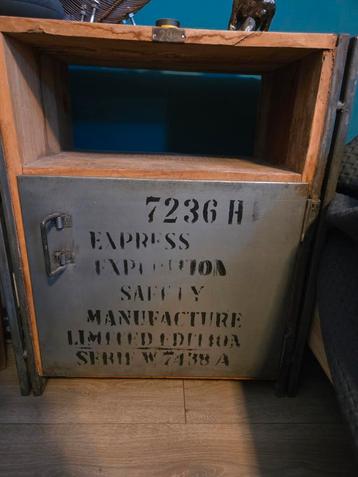 7236 H
EXPRESS
EXPEDITION
SAFETY
MANUFACTURE
LIMITED EDITION
SERIE W 7438 A